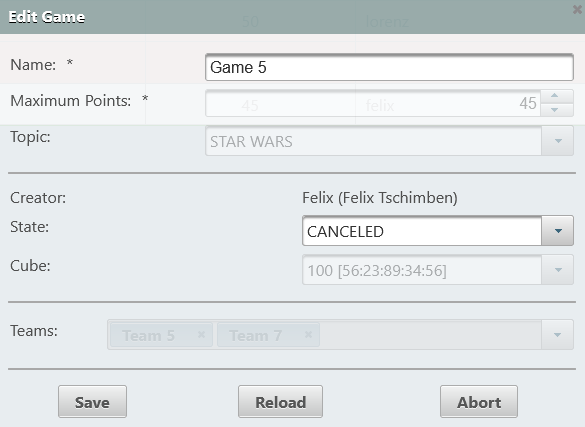 Edit Game
50 lorenz
Name: * Game 5
Maximum Points: * 45
45 felix
Topic: STAR WARS
Creator: Felix (Felix Tschimben)
State: CANCELED
Cube: 100 [56:23:89:34:56]
Teams: Team 5 × Team 7 ×
Save Reload Abort